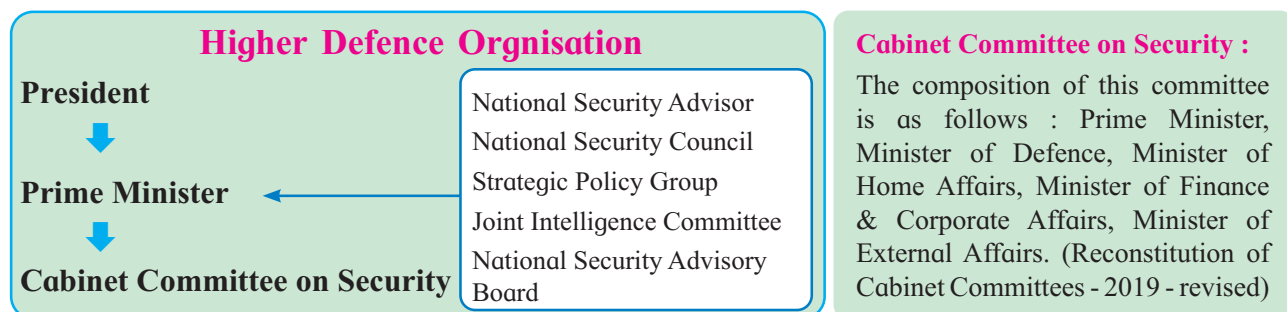 Higher Defence Orgnisation
President
Prime Minister
Cabinet Committee on Security
National Security Advisor
National Security Council
Strategic Policy Group
Joint Intelligence Committee
National Security Advisory
Board
Cabinet Committee on Security :
The composition of this committee
is as follows : Prime Minister,
Minister of Defence, Minister of
Home Affairs, Minister of Finance
& Corporate Affairs, Minister of
External Affairs. (Reconstitution of
Cabinet Committees - 2019 - revised)